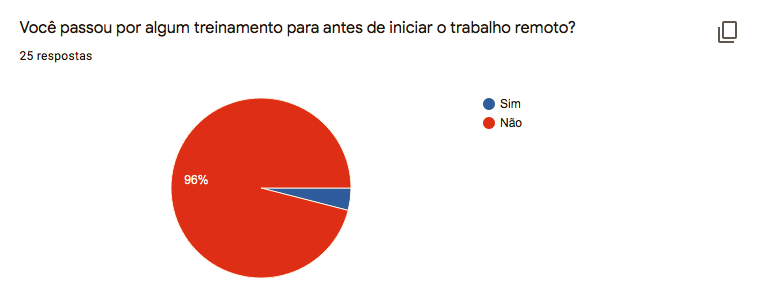 Você passou por algum treinamento para antes de iniciar o trabalho remoto?
25 respostas
Sim
Não
96%